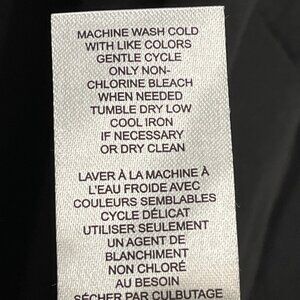 MACHINE WASH COLD
WITH LIKE COLORS
GENTLE CYCLE
ONLY NON-
CHLORINE BLEACH
WHEN NEEDED
TUMBLE DRY LOW
COOL IRON
IF NECESSARY
OR DRY CLEAN
LAVER À LA MACHINE À
L'EAU FROIDE AVEC
COULEURS SEMBLABLES
CYCLE DÉLICAT
UTILISER SEULEMENT
UN AGENT DE
BLANCHIMENT
NON CHLORÉ
AU BESOIN
SÉCHER PAR CULBUTAGE